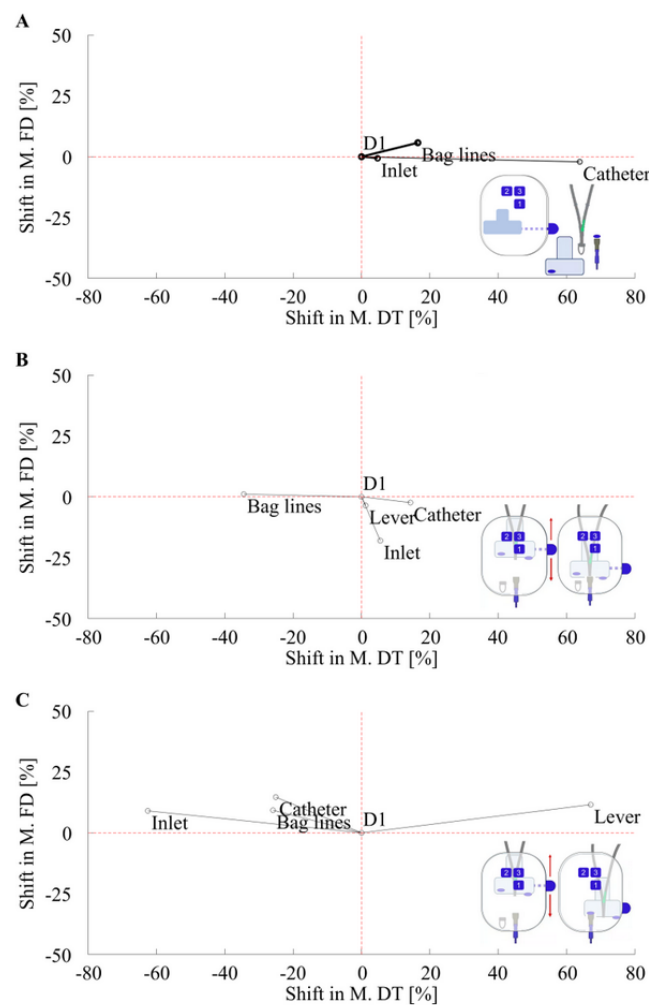 A
50
25
0
-25
-50
Shift in M. FD [%]
D1
Bag lines
Inlet
Catheter
2 3
1
-80 -60 -40 -20 0 20 40 60 80
Shift in M. DT [%]
B
50
25
0
-25
-50
Shift in M. FD [%]
D1
Bag lines
Lever
Catheter
Inlet
2 3 2 3
1 1
-80 -60 -40 -20 0 20 40 60 80
Shift in M. DT [%]
C
50
25
0
-25
-50
Shift in M. FD [%]
Catheter
D1
Inlet
Bag lines
Lever
2 3 2 3
1 1
-80 -60 -40 -20 0 20 40 60 80
Shift in M. DT [%]